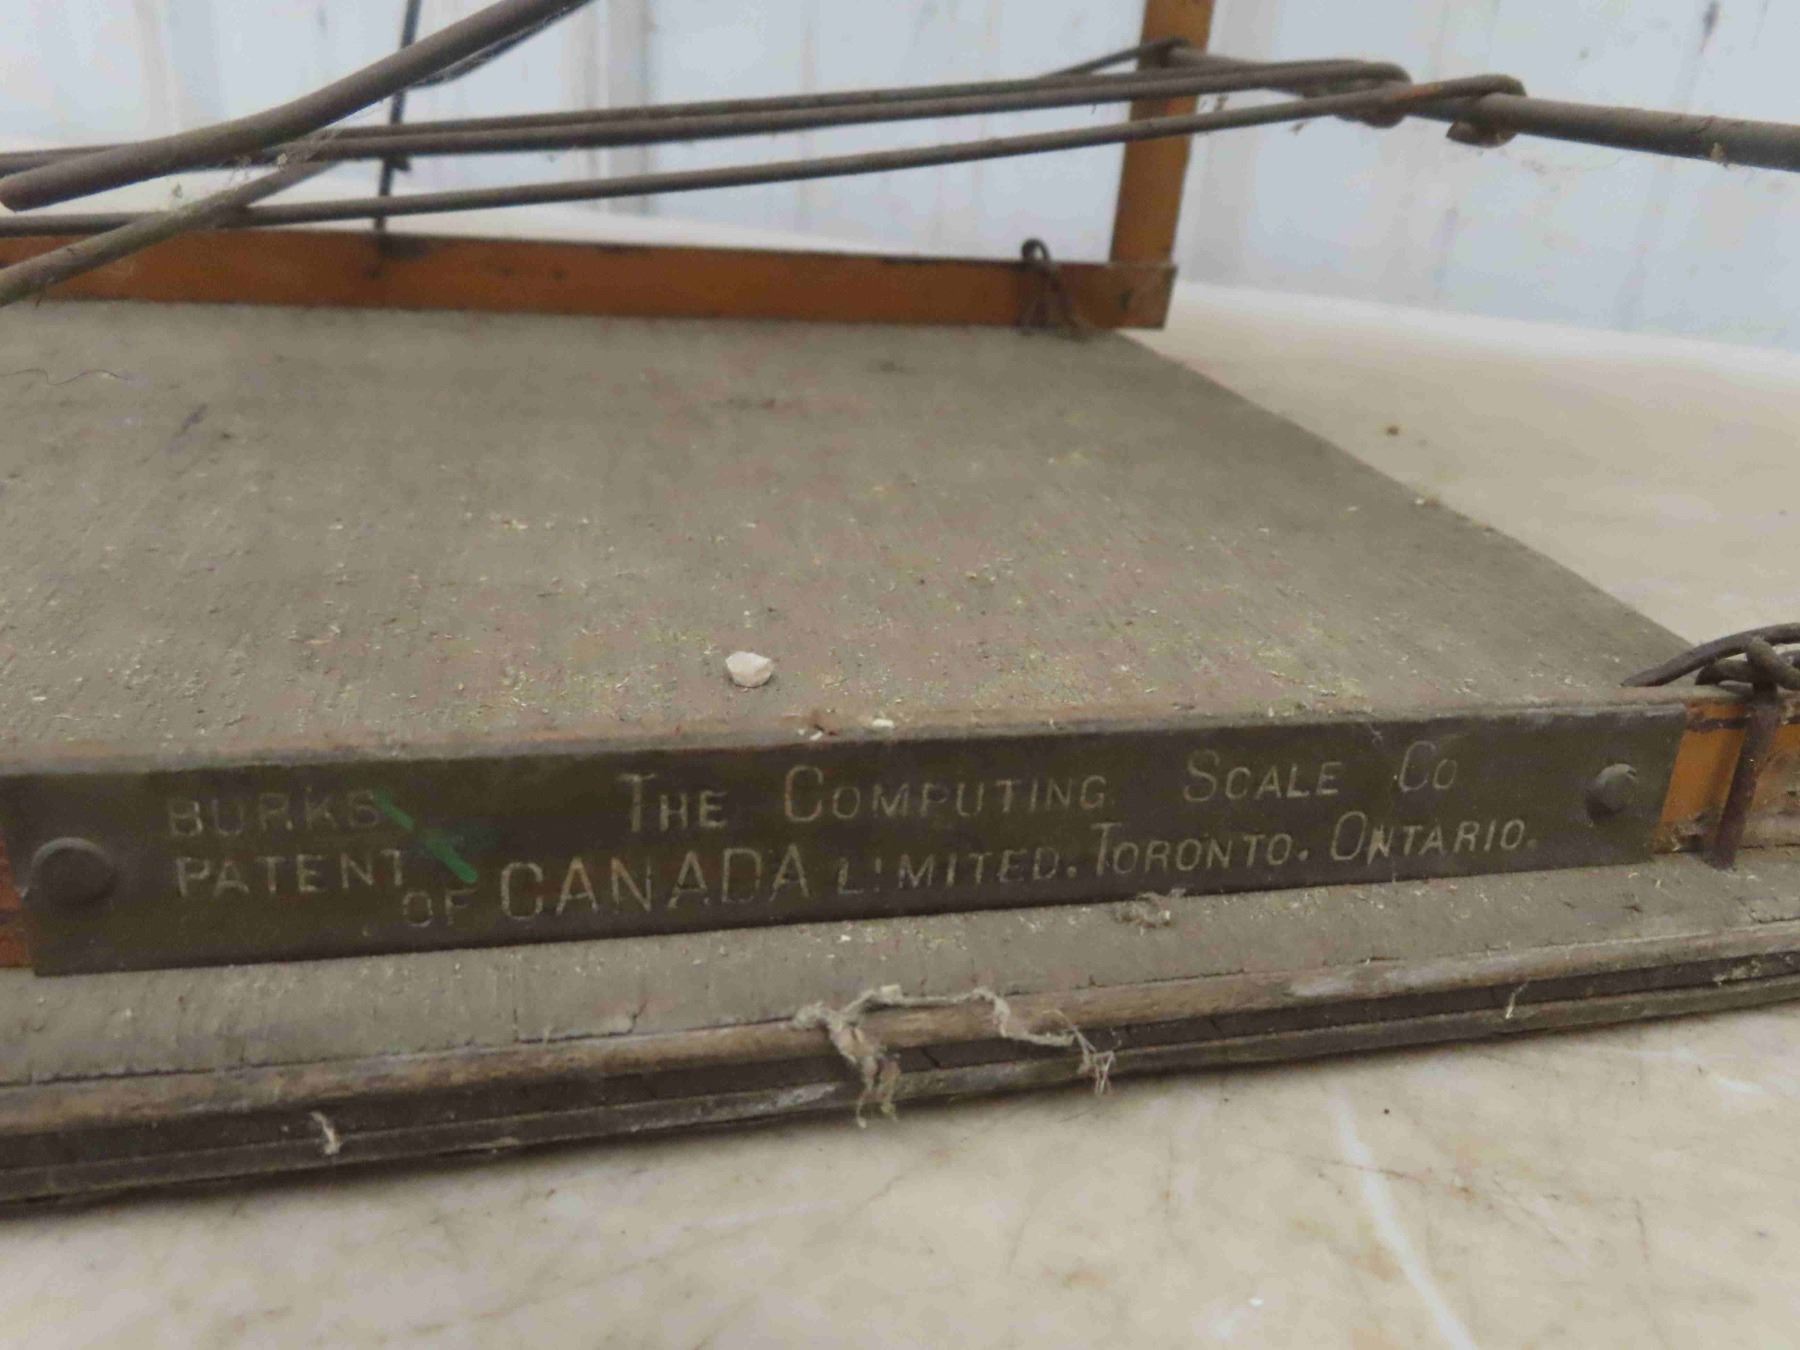 BURKS
PATENT
THE COMPUTING SCALE CO
OF CANADA LIMITED. TORONTO. ONTARIO.